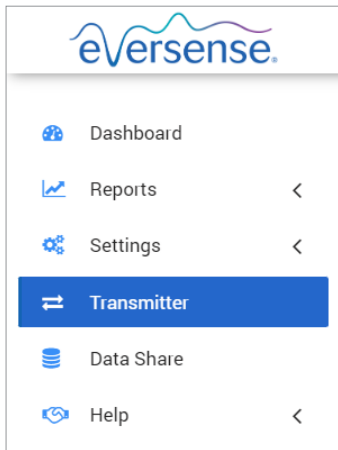 eversense®
Dashboard
Reports
Settings
Transmitter
Data Share
Help